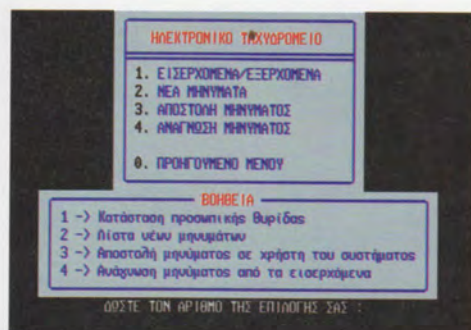 ΗΛΕΚΤΡΟΝΙΚΟ ΤΑΧΥΔΡΟΜΕΙΟ
1. ΕΙΣΕΡΧΟΜΕΝΑ/ΕΞΕΡΧΟΜΕΝΑ
2. ΝΕΑ ΜΗΝΥΜΑΤΑ
3. ΑΠΟΣΤΟΛΗ ΜΗΝΥΜΑΤΟΣ
4. ΑΝΑΓΝΩΣΗ ΜΗΝΥΜΑΤΟΣ
0. ΠΡΟΗΓΟΥΜΕΝΟ ΜΕΝΟΥ
ΒΟΗΘΕΙΑ
1 -> Κατάσταση προσωπικής θυρίδας
2 -> Λίστα νέων μηνυμάτων
3 -> Αποστολή μηνύματος σε χρήστη του συστήματος
4 -> Ανάγνωση μηνύματος από τα εισερχόμενα
ΔΩΣΤΕ ΤΟΝ ΑΡΙΘΜΟ ΤΗΣ ΕΠΙΛΟΓΗΣ ΣΑΣ :